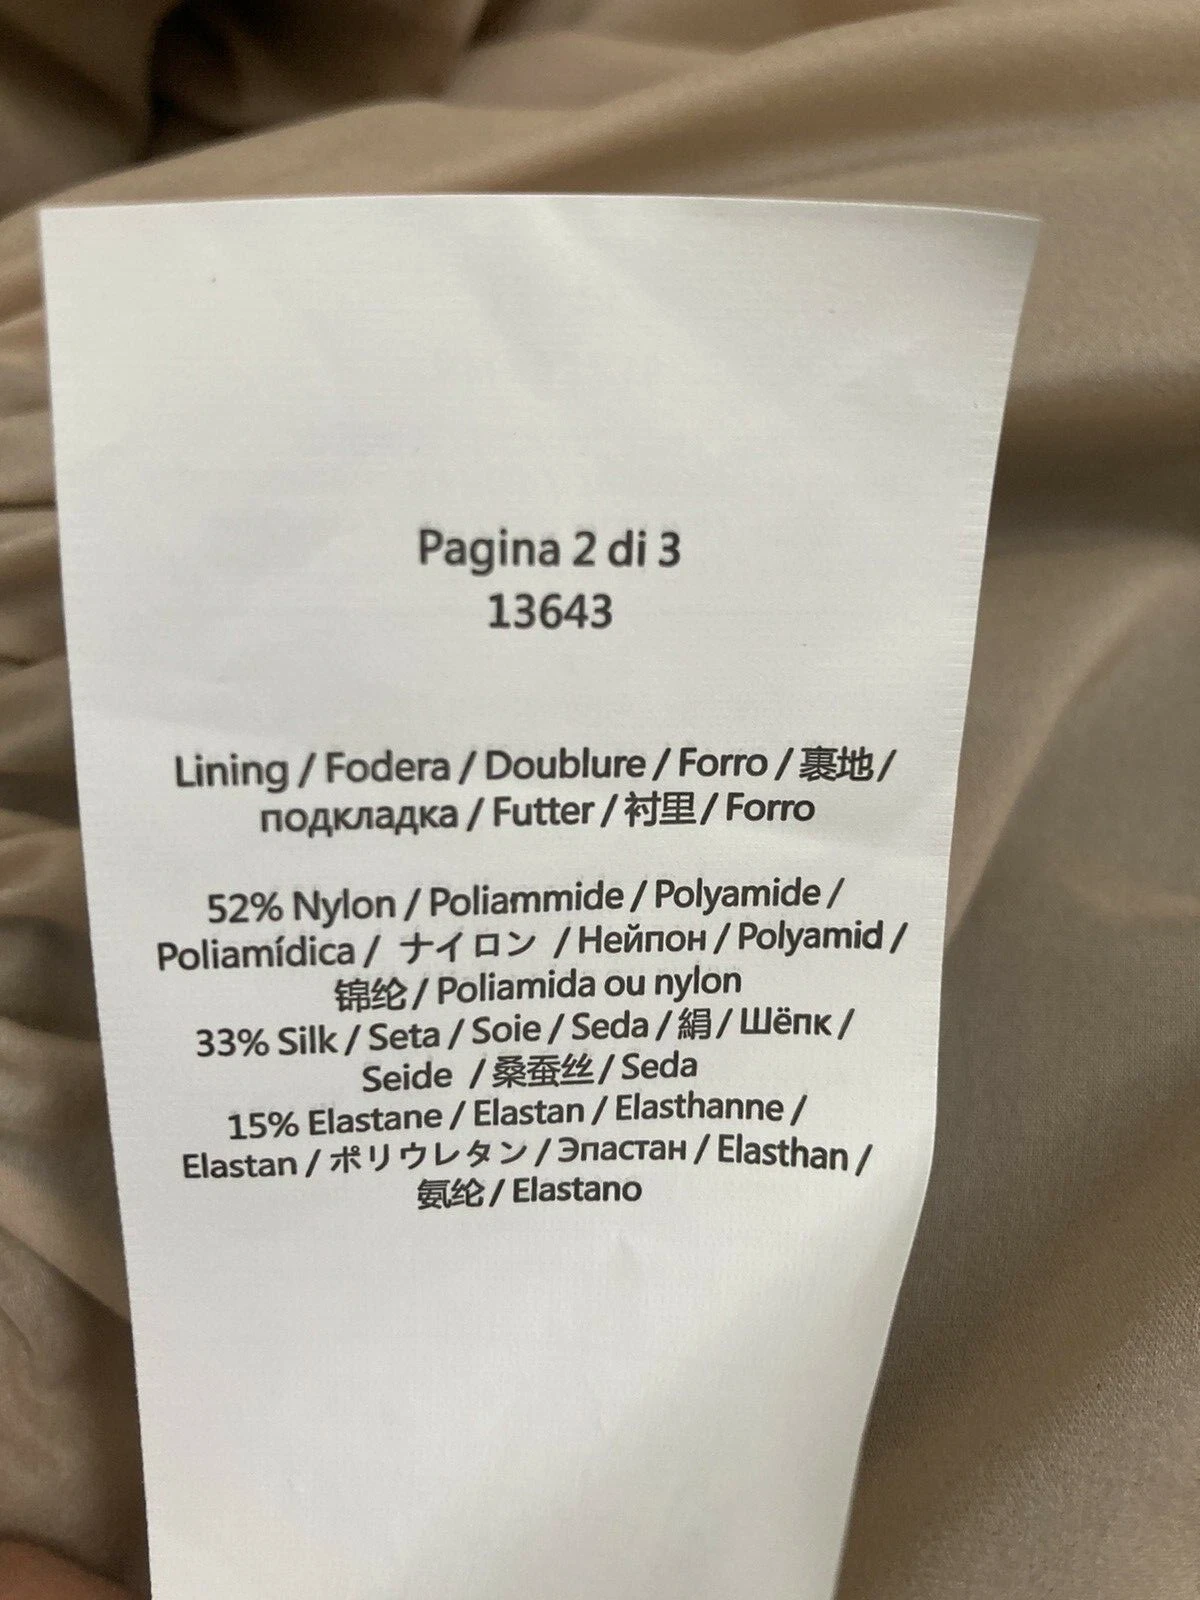 Pagina 2 di 3
13643
Lining / Fodera / Doublure / Forro / 裏地 /
подкладка / Futter / 衬里 / Forro
52% Nylon / Poliammide / Polyamide /
Poliamídica / ナイロン / Нейпон / Polyamid /
锦纶 / Poliamida ou nylon
33% Silk / Seta / Soie / Seda / 絹 / Шёпк /
Seide / 桑蚕丝 / Seda
15% Elastane / Elastan / Elasthanne /
Elastan / ポリウレタン / Эпастан / Elasthan /
氨纶 / Elastano